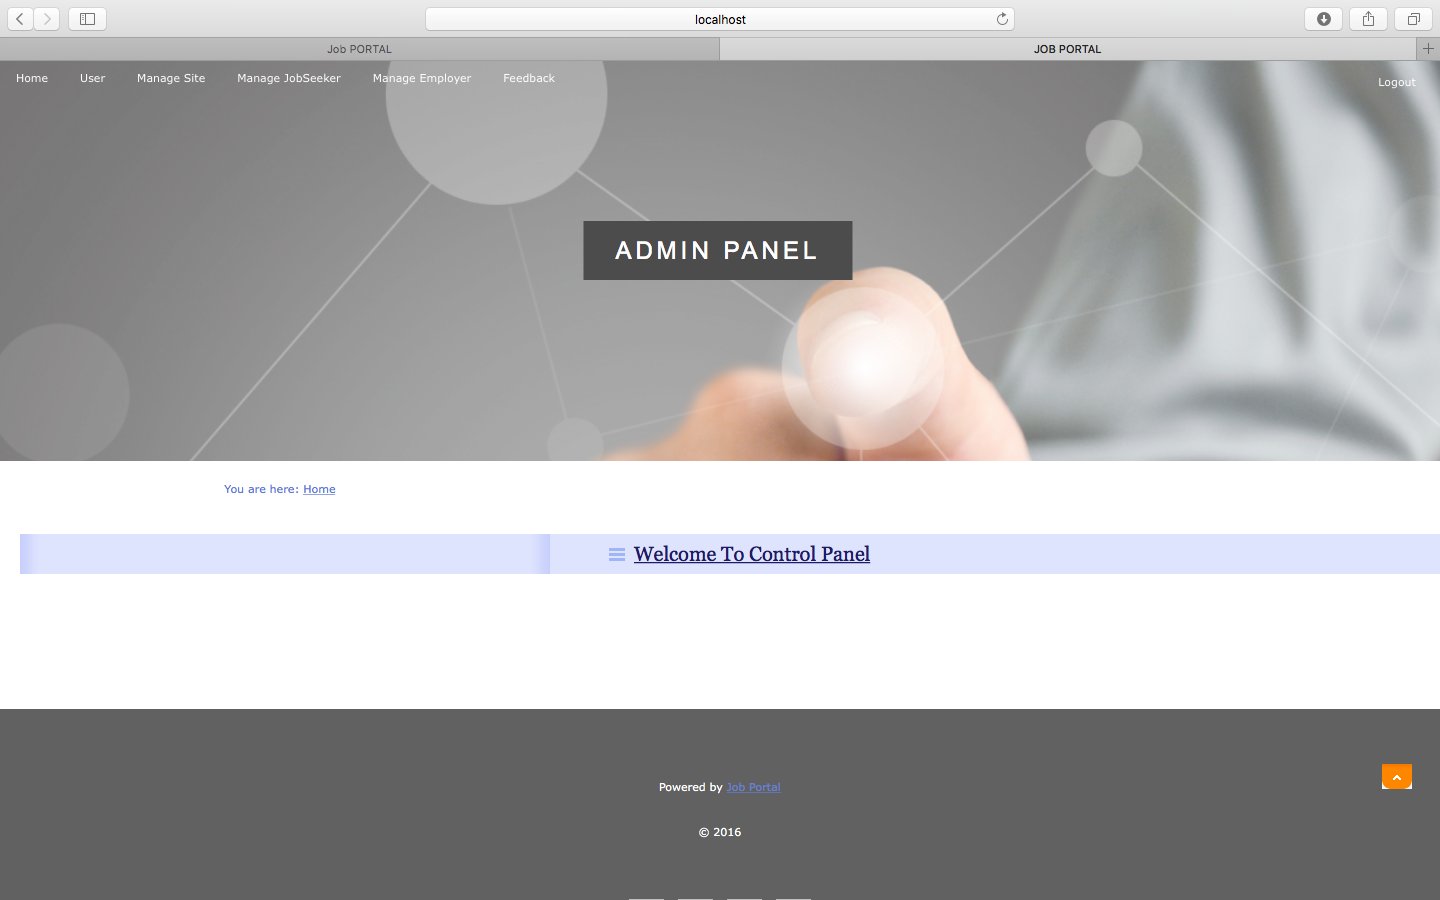 localhost
Job PORTAL
JOB PORTAL
Home User Manage Site Manage JobSeeker Manage Employer Feedback Logout
ADMIN PANEL
You are here: Home
Welcome To Control Panel
Powered by Job Portal
© 2016